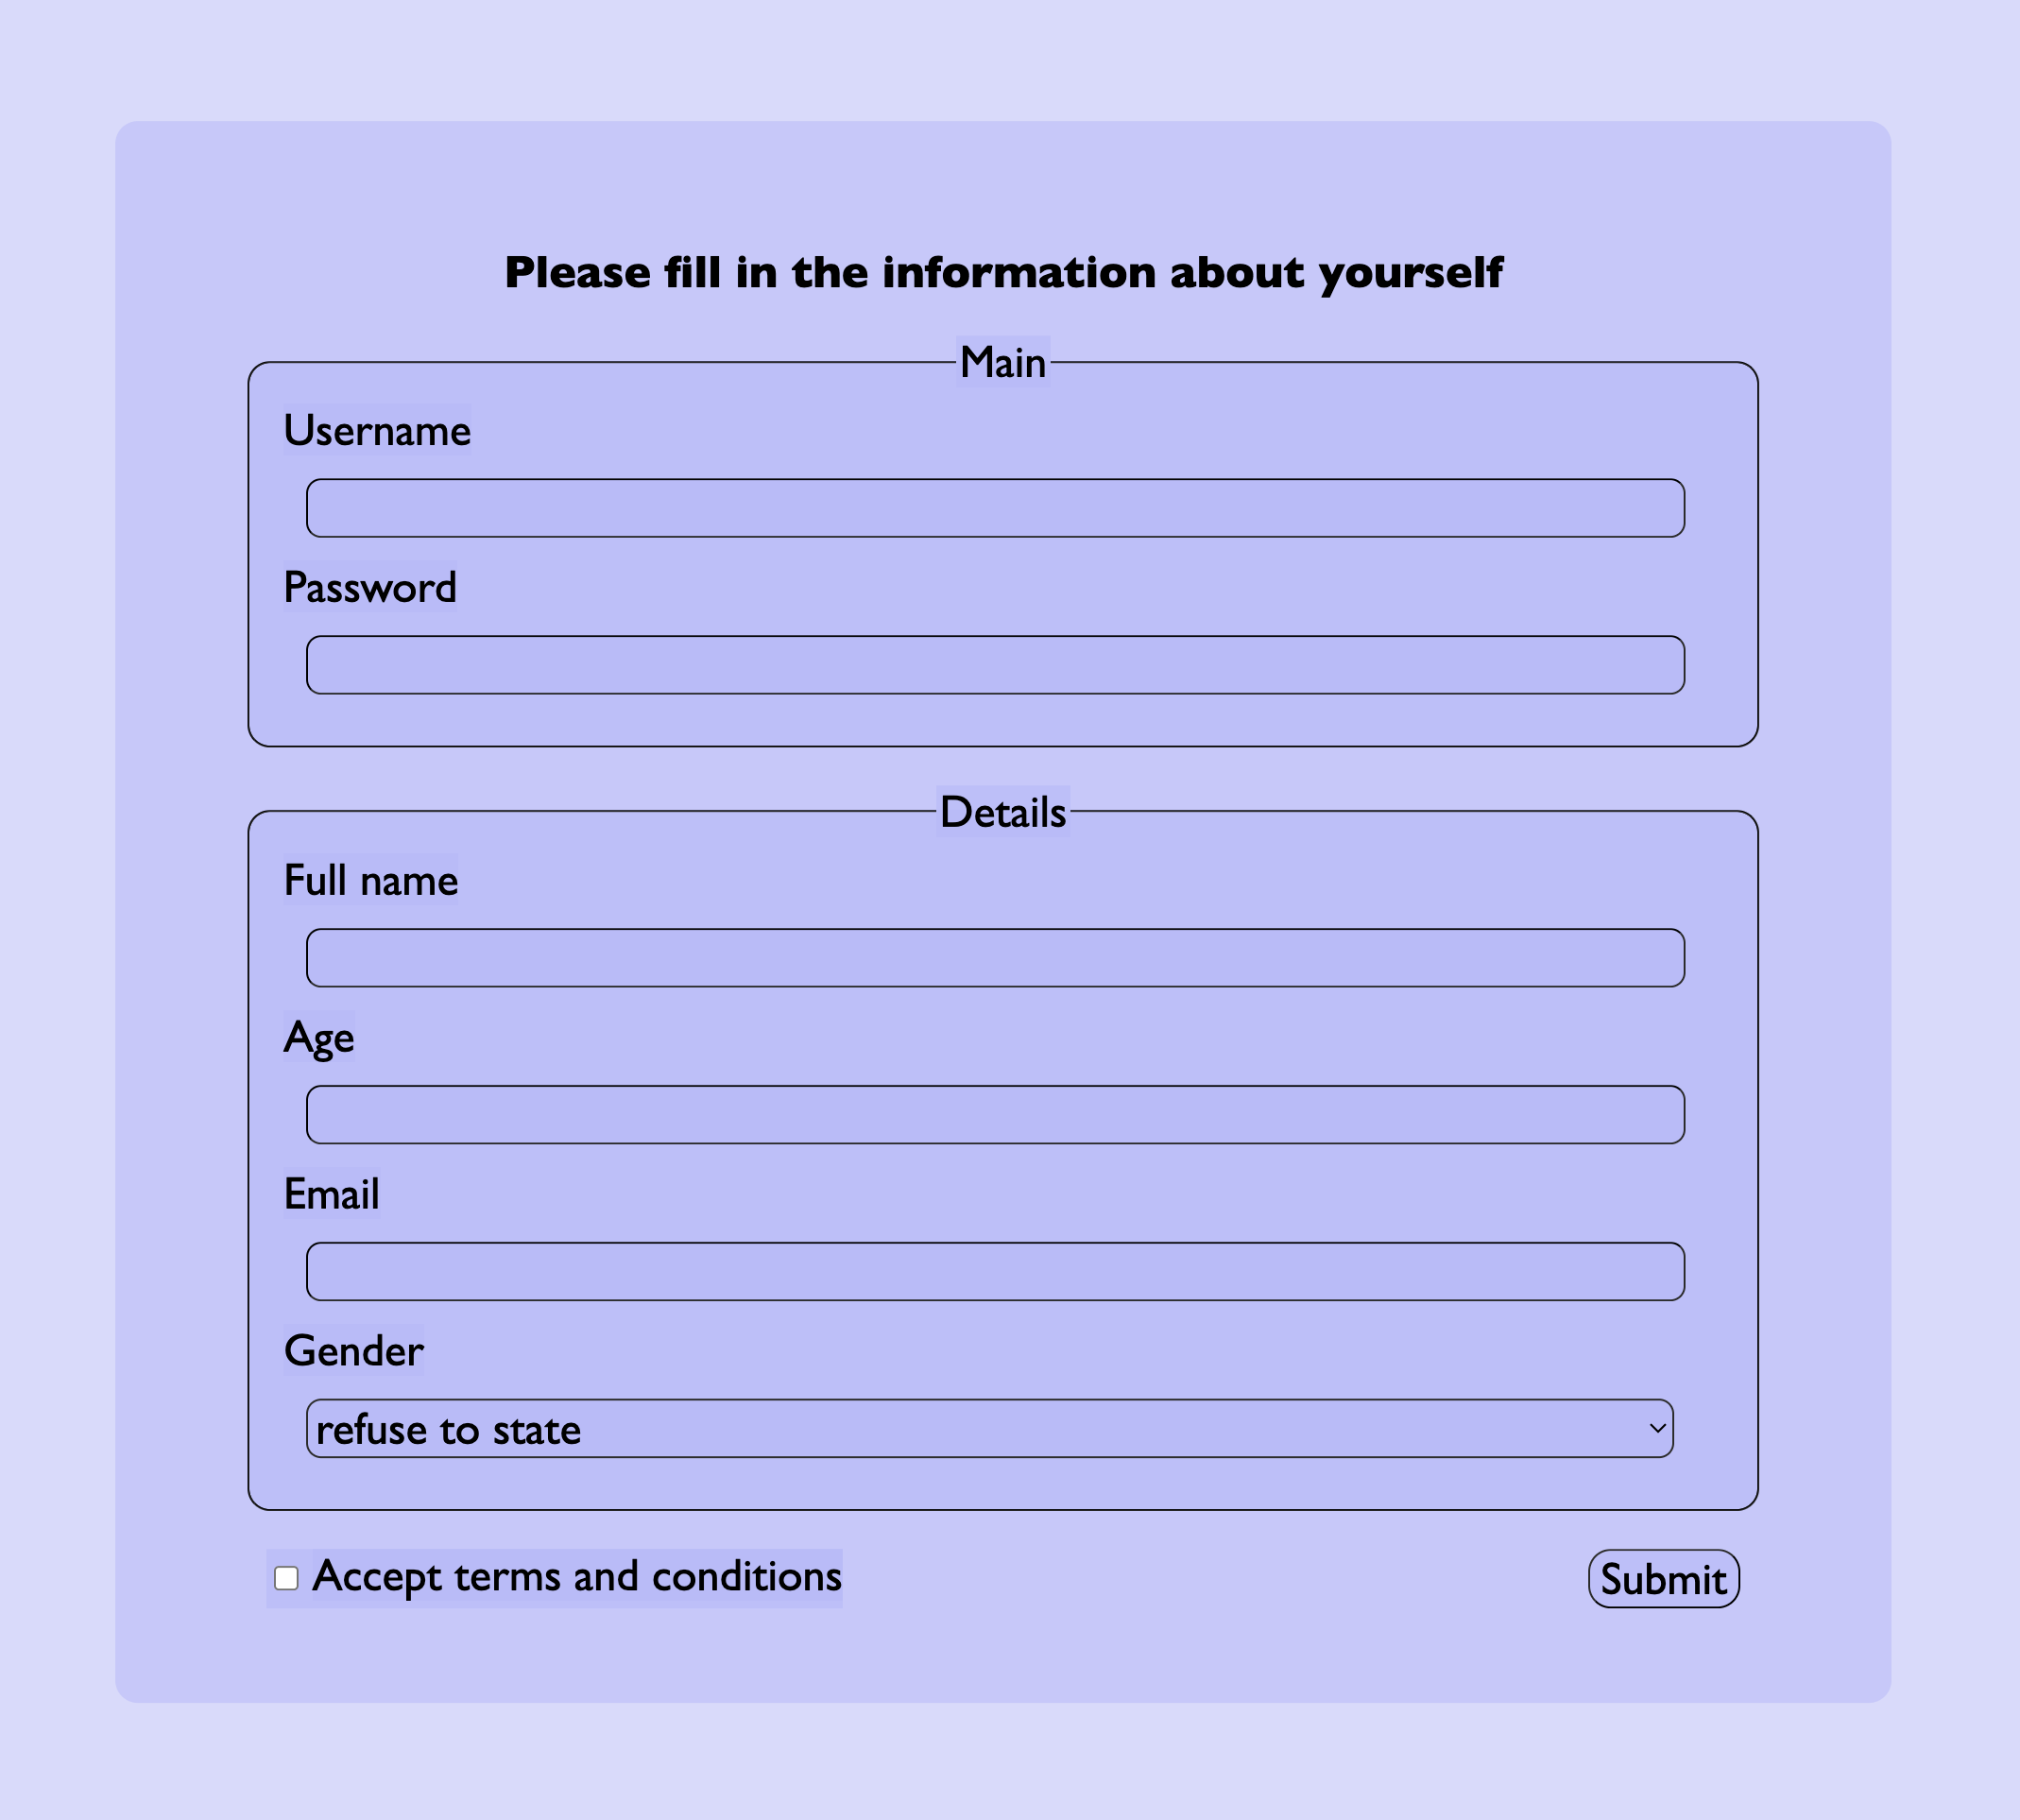 Please fill in the information about yourself
Main
Username
Password
Details
Full name
Age
Email
Gender
refuse to state
Accept terms and conditions
Submit